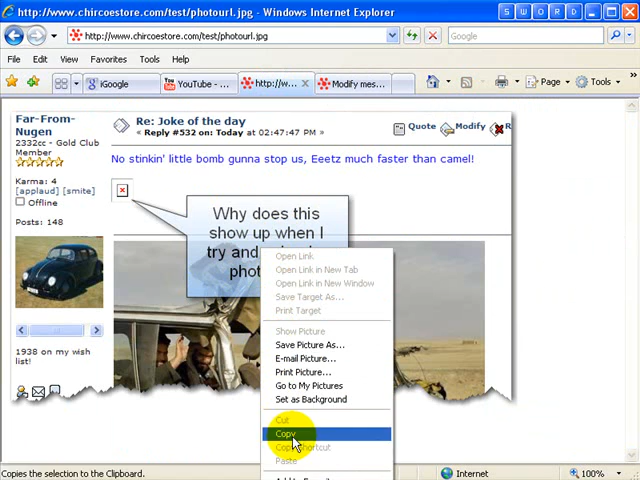 http://www.chircoestore.com/test/photourl.jpg - Windows Internet Explorer
S W O R D
http://www.chircoestore.com/test/photourl.jpg
Google
File Edit View Favorites Tools Help
iGoogle
YouTube - ...
http://w...
Modify mes...
Page
Tools
Far-From-
Nugen
2332cc - Gold Club
Member
Karma: 4
[applaud] [smite]
Offline
Posts: 148
1938 on my wish
list!
Re: Joke of the day
« Reply #532 on: Today at 02:47:47 PM »
Quote Modify R
No stinkin' little bomb gunna stop us, Eeetz much faster than camel!
Why does this
show up when I
try and
phot
Open Link
Open Link in New Tab
Open Link in New Window
Save Target As...
Print Target
Show Picture
Save Picture As...
E-mail Picture...
Print Picture...
Go to My Pictures
Set as Background
Cut
Copy
Copy Shortcut
Paste
Copies the selection to the Clipboard.
Internet
100%